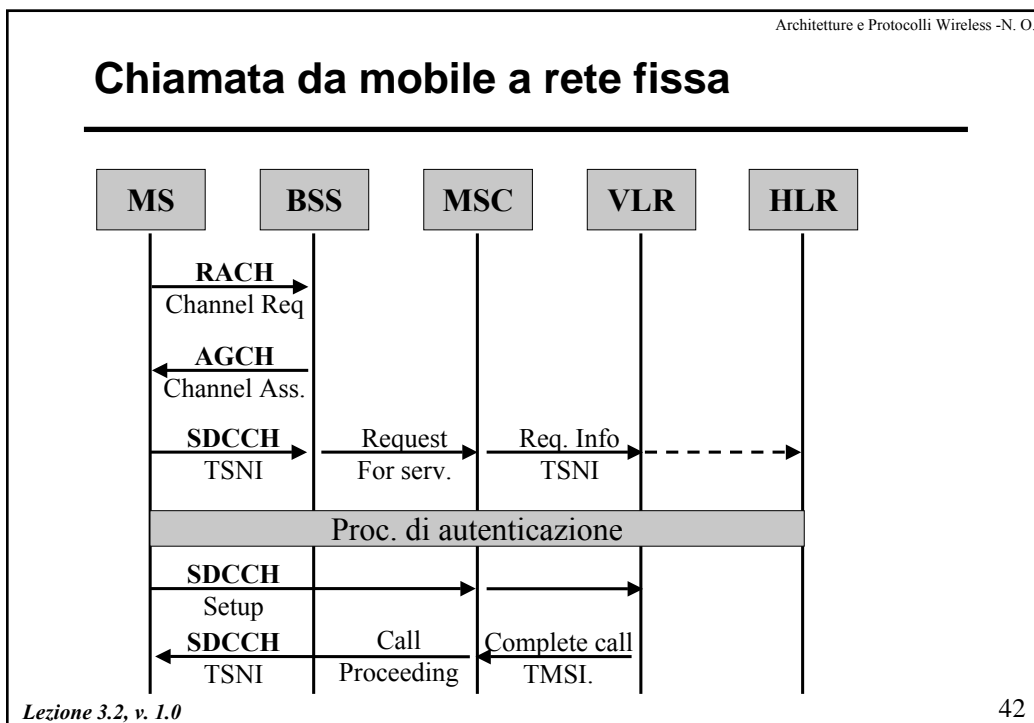 Architetture e Protocolli Wireless -N. O.
Chiamata da mobile a rete fissa
MS BSS MSC VLR HLR
RACH
Channel Req
AGCH
Channel Ass.
SDCCH Request Req. Info
TSNI For serv. TSNI
Proc. di autenticazione
SDCCH
Setup
SDCCH Call Complete call
TSNI Proceeding TMSI.
Lezione 3.2, v. 1.0 42